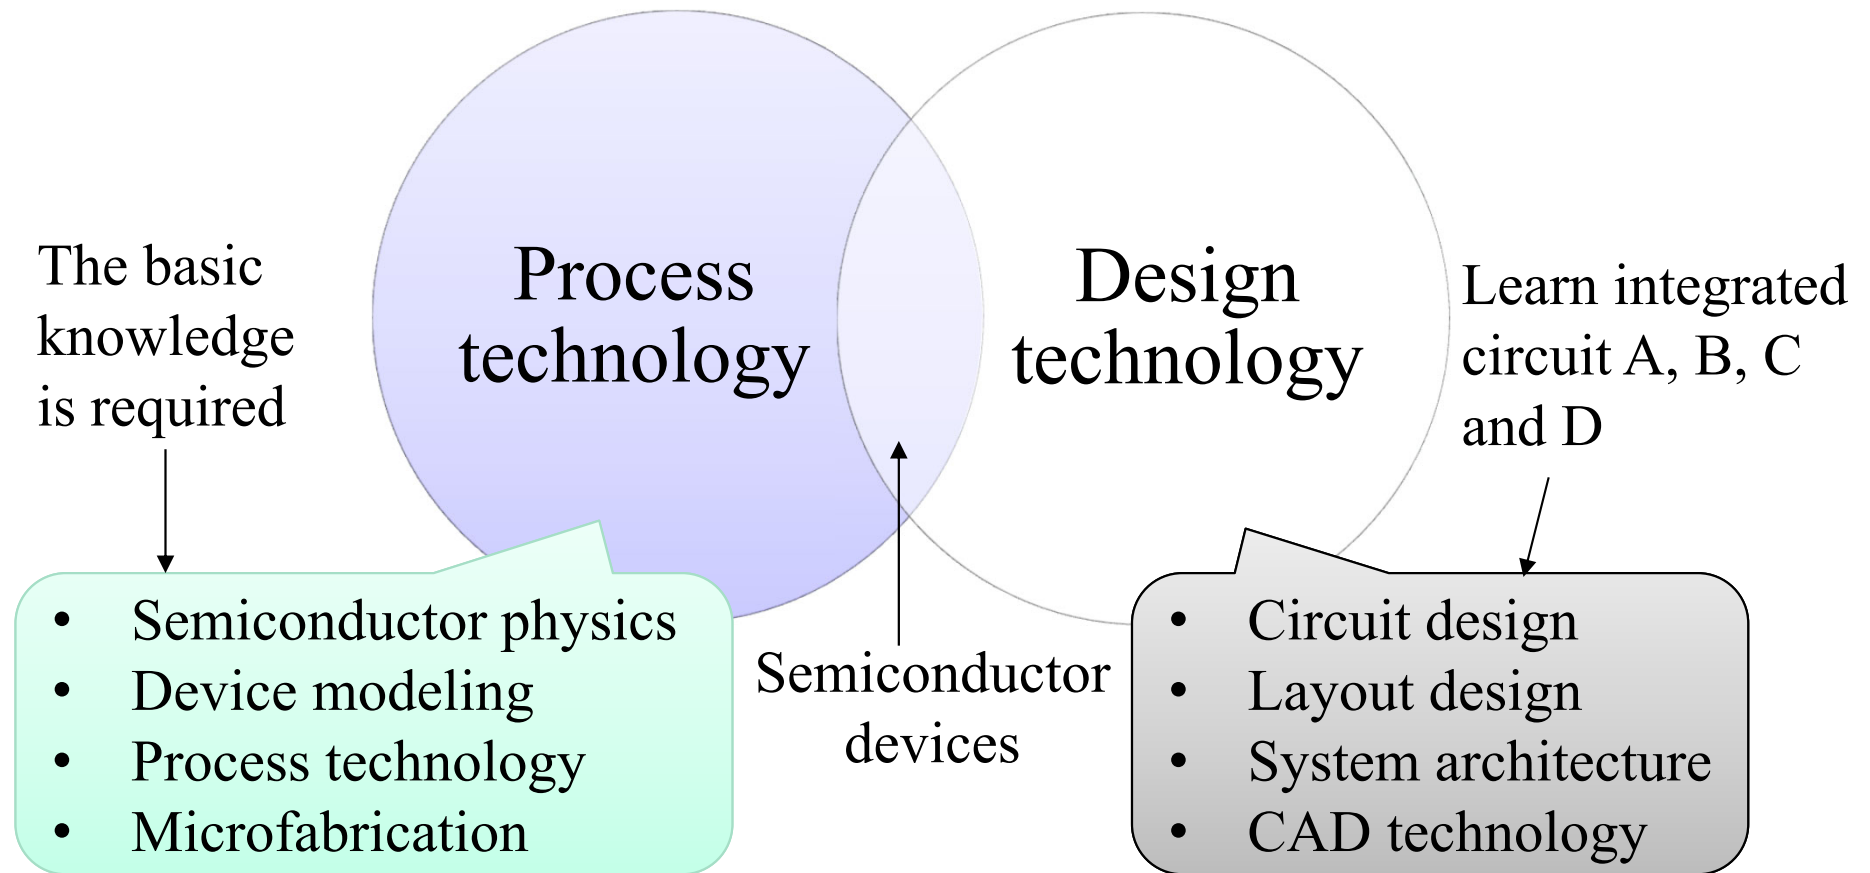 Process
technology
Design
technology
The basic
knowledge
is required
Learn integrated
circuit A, B, C
and D
• Semiconductor physics
• Device modeling
• Process technology
• Microfabrication
Semiconductor
devices
• Circuit design
• Layout design
• System architecture
• CAD technology